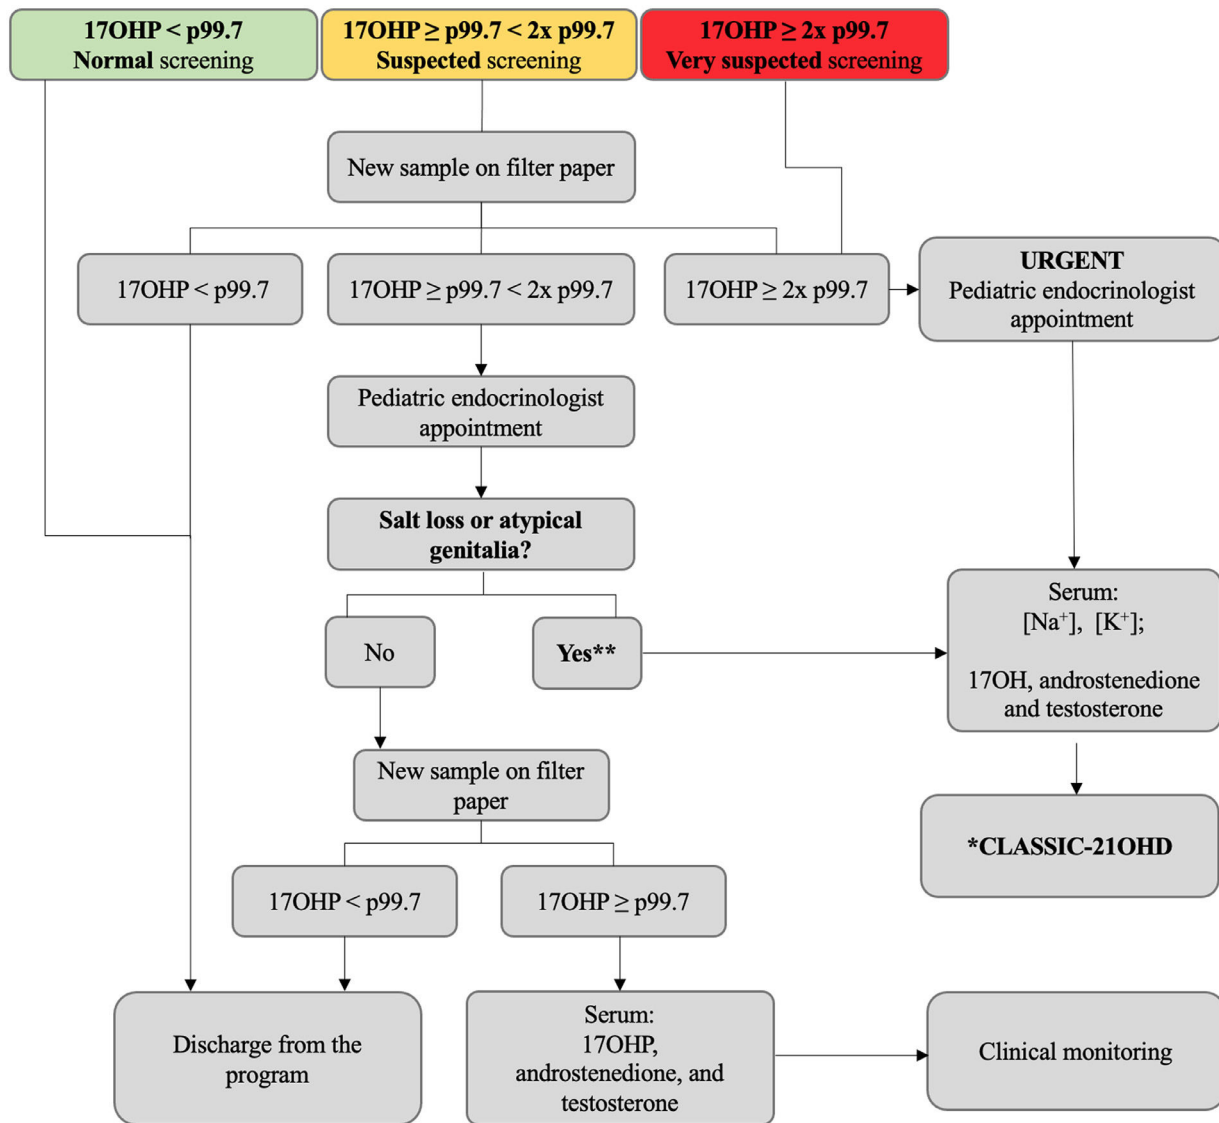 17OHP < p99.7
Normal screening
17OHP ≥ p99.7 < 2x p99.7
Suspected screening
17OHP ≥ 2x p99.7
Very suspected screening
New sample on filter paper
17OHP < p99.7
17OHP ≥ p99.7 < 2x p99.7
17OHP ≥ 2x p99.7
URGENT
Pediatric endocrinologist
appointment
Pediatric endocrinologist
appointment
Salt loss or atypical
genitalia?
No
Yes**
Serum:
[Na⁺], [K⁺];
17OH, androstenedione
and testosterone
New sample on filter
paper
*CLASSIC-21OHD
17OHP < p99.7
17OHP ≥ p99.7
Discharge from the
program
Serum:
17OHP,
androstenedione, and
testosterone
Clinical monitoring